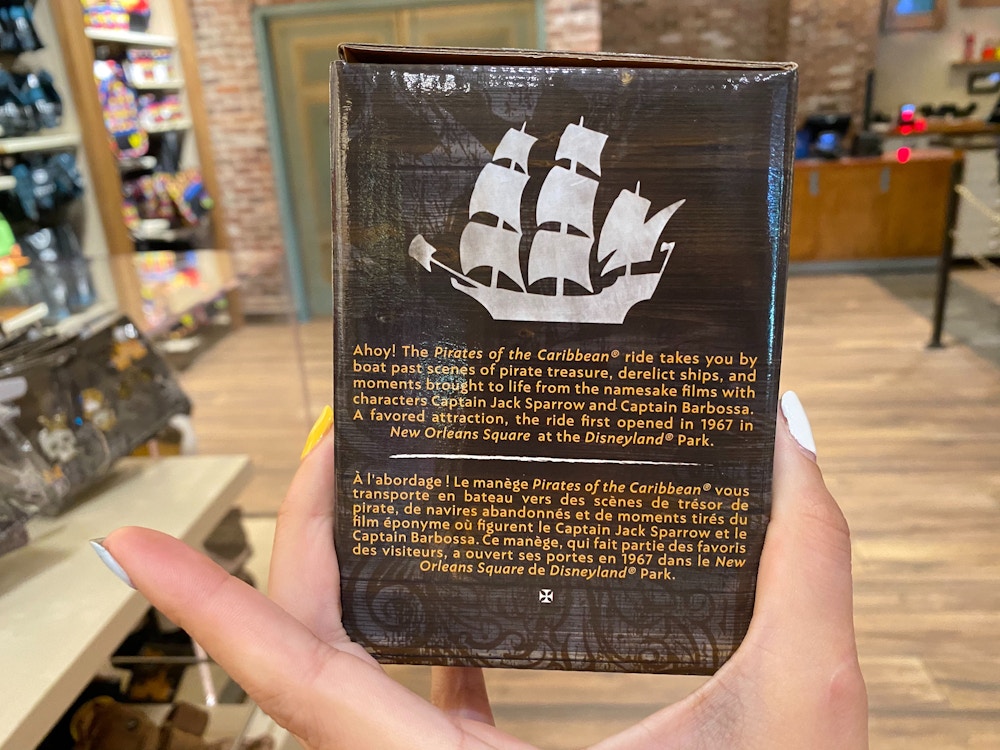 Ahoy! The Pirates of the Caribbean® ride takes you by
boat past scenes of pirate treasure, derelict ships, and
moments brought to life from the namesake films with
characters Captain Jack Sparrow and Captain Barbossa.
A favored attraction, the ride first opened in 1967 in
New Orleans Square at the Disneyland® Park.
À l'abordage ! Le manège Pirates of the Caribbean® vous
transporte en bateau vers des scènes de trésor de
pirate, de navires abandonnés et de moments tirés du
film éponyme où figurent le Captain Jack Sparrow et le
Captain Barbossa. Ce manège, qui fait partie des favoris
des visiteurs, a ouvert ses portes en 1967 dans le New
Orleans Square de Disneyland® Park.